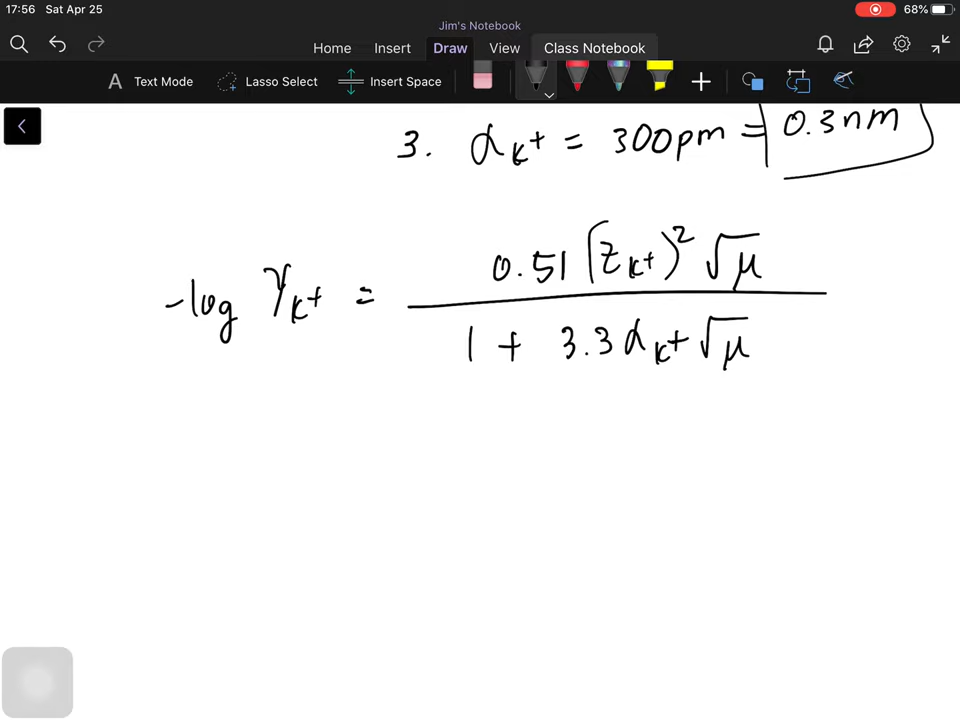 17:56 Sat Apr 25
68%
Jim's Notebook
Home Insert Draw View Class Notebook
A Text Mode Lasso Select Insert Space
3. α_K+ = 300pm = 0.3nm
-log γ_K+ = 0.51 (z_K+)² √μ
1 + 3.3 α_K+ √μ